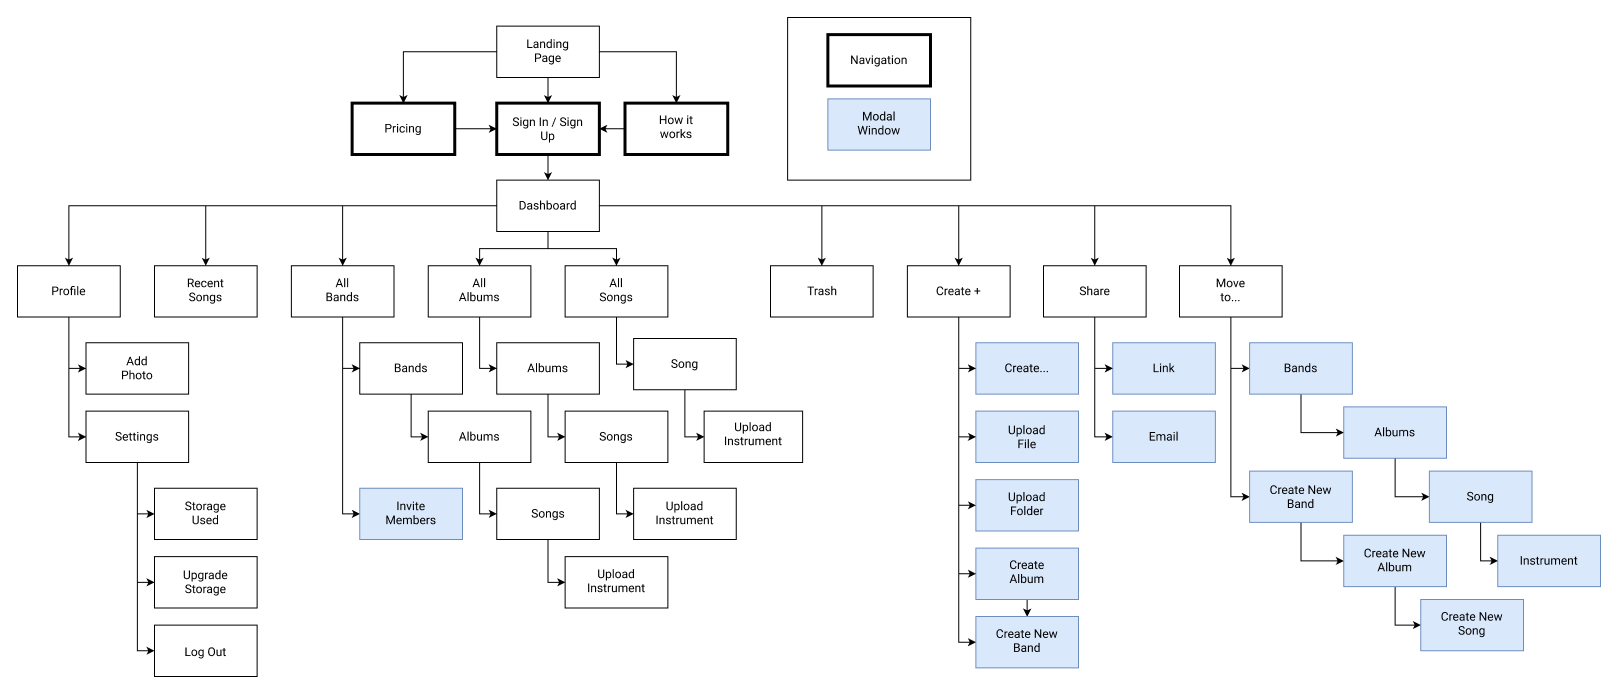 Landing
Page
Navigation
Modal
Window
Pricing
Sign In / Sign
Up
How it
works
Dashboard
Profile
Recent
Songs
All
Bands
All
Albums
All
Songs
Trash
Create +
Share
Move
to...
Add
Photo
Bands
Albums
Song
Create...
Link
Bands
Settings
Albums
Songs
Upload
Instrument
Upload
File
Email
Albums
Storage
Used
Invite
Members
Songs
Upload
Instrument
Upload
Folder
Create New
Band
Song
Upgrade
Storage
Upload
Instrument
Create
Album
Create New
Album
Instrument
Log Out
Create New
Band
Create New
Song